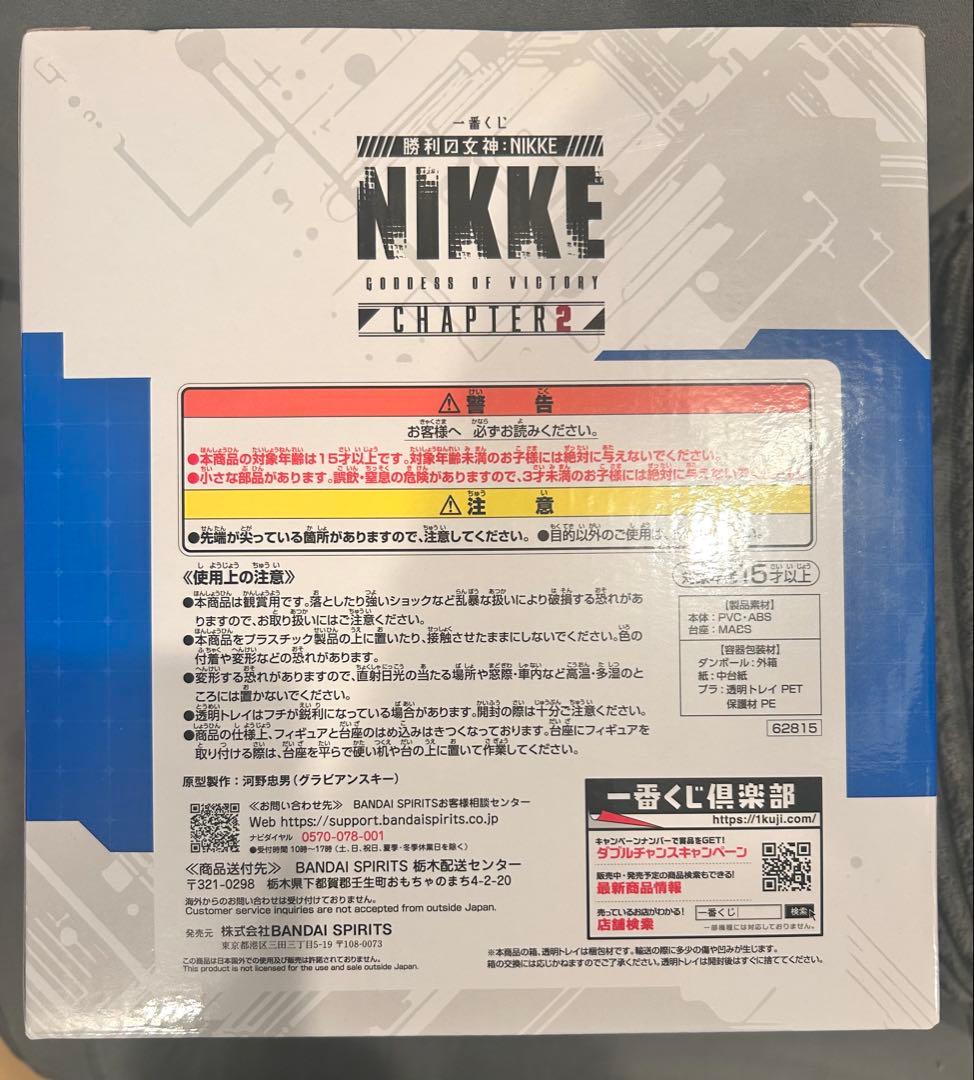 一番くじ
勝利の女神：NIKKE
NIKKE
GODDESS OF VICTORY
CHAPTER2
⚠警告
お客様へ 必ずお読みください。
●本商品の対象年齢は15才以上です。対象年齢未満のお子様には絶対に与えないでください。
●小さな部品があります。誤飲・窒息の危険がありますので、3才未満のお子様には絶対に与えないで
⚠注意
●先端が尖っている箇所がありますので、注意してください。●目的以外のご使用は、
対象年齢15才以上
《使用上の注意》
●本商品は観賞用です。落としたり強いショックなど乱暴な扱いにより破損する恐れがあ
りますので、お取り扱いにはご注意ください。
●本商品をプラスチック製品の上に置いたり、接触させたままにしないでください。色の
付着や変形などの恐れがあります。
●変形する恐れがありますので、直射日光の当たる場所や窓際・車内など高温・多湿のと
ころには置かないでください。
●透明トレイはフチが鋭利になっている場合があります。開封の際は十分ご注意ください。
●商品の仕様上、フィギュアと台座のはめ込みはきつくなっております。台座にフィギュアを
取り付ける際は、台座を平らで硬い机や台の上に置いて作業してください。
【製品素材】
本体：PVC・ABS
台座：MABS
【容器包装材】
ダンボール：外箱
紙：中台紙
プラ：透明トレイ PET
保護材 PE
62815
原型製作：河野忠男（グラビアンスキー）
≪お問い合わせ先≫ BANDAI SPIRITSお客様相談センター
Web https://support.bandaispirits.co.jp
ナビダイヤル 0570-078-001
●受付時間 10時〜17時（土、日、祝日、夏季・冬季休業日を除く）
≪商品送付先≫ BANDAI SPIRITS 栃木配送センター
〒321-0298 栃木県下都賀郡壬生町おもちゃのまち4-2-20
海外からのお問い合わせは受け付けておりません。
Customer service inquiries are not accepted from outside Japan.
発売元 株式会社BANDAI SPIRITS
東京都港区三田三丁目5-19 〒108-0073
この商品は日本国外での使用及び販売は許諾されておりません。
This product is not licensed for the use and sale outside Japan.
一番くじ倶楽部
https://1kuji.com/
キャンペーンナンバーで賞品をGET!
ダブルチャンスキャンペーン
販売中・発売予定の商品検索もできる!
最新商品情報
売っているお店がわかる!
店舗検索
一番くじ 検索
一部機種には対応しておりません。
※本商品の箱、透明トレイは梱包材です。輸送の際に多少の傷や凹みが生じます。
箱の交換には応じかねますのでご了承ください。透明トレイは開封後はすぐに捨ててください。